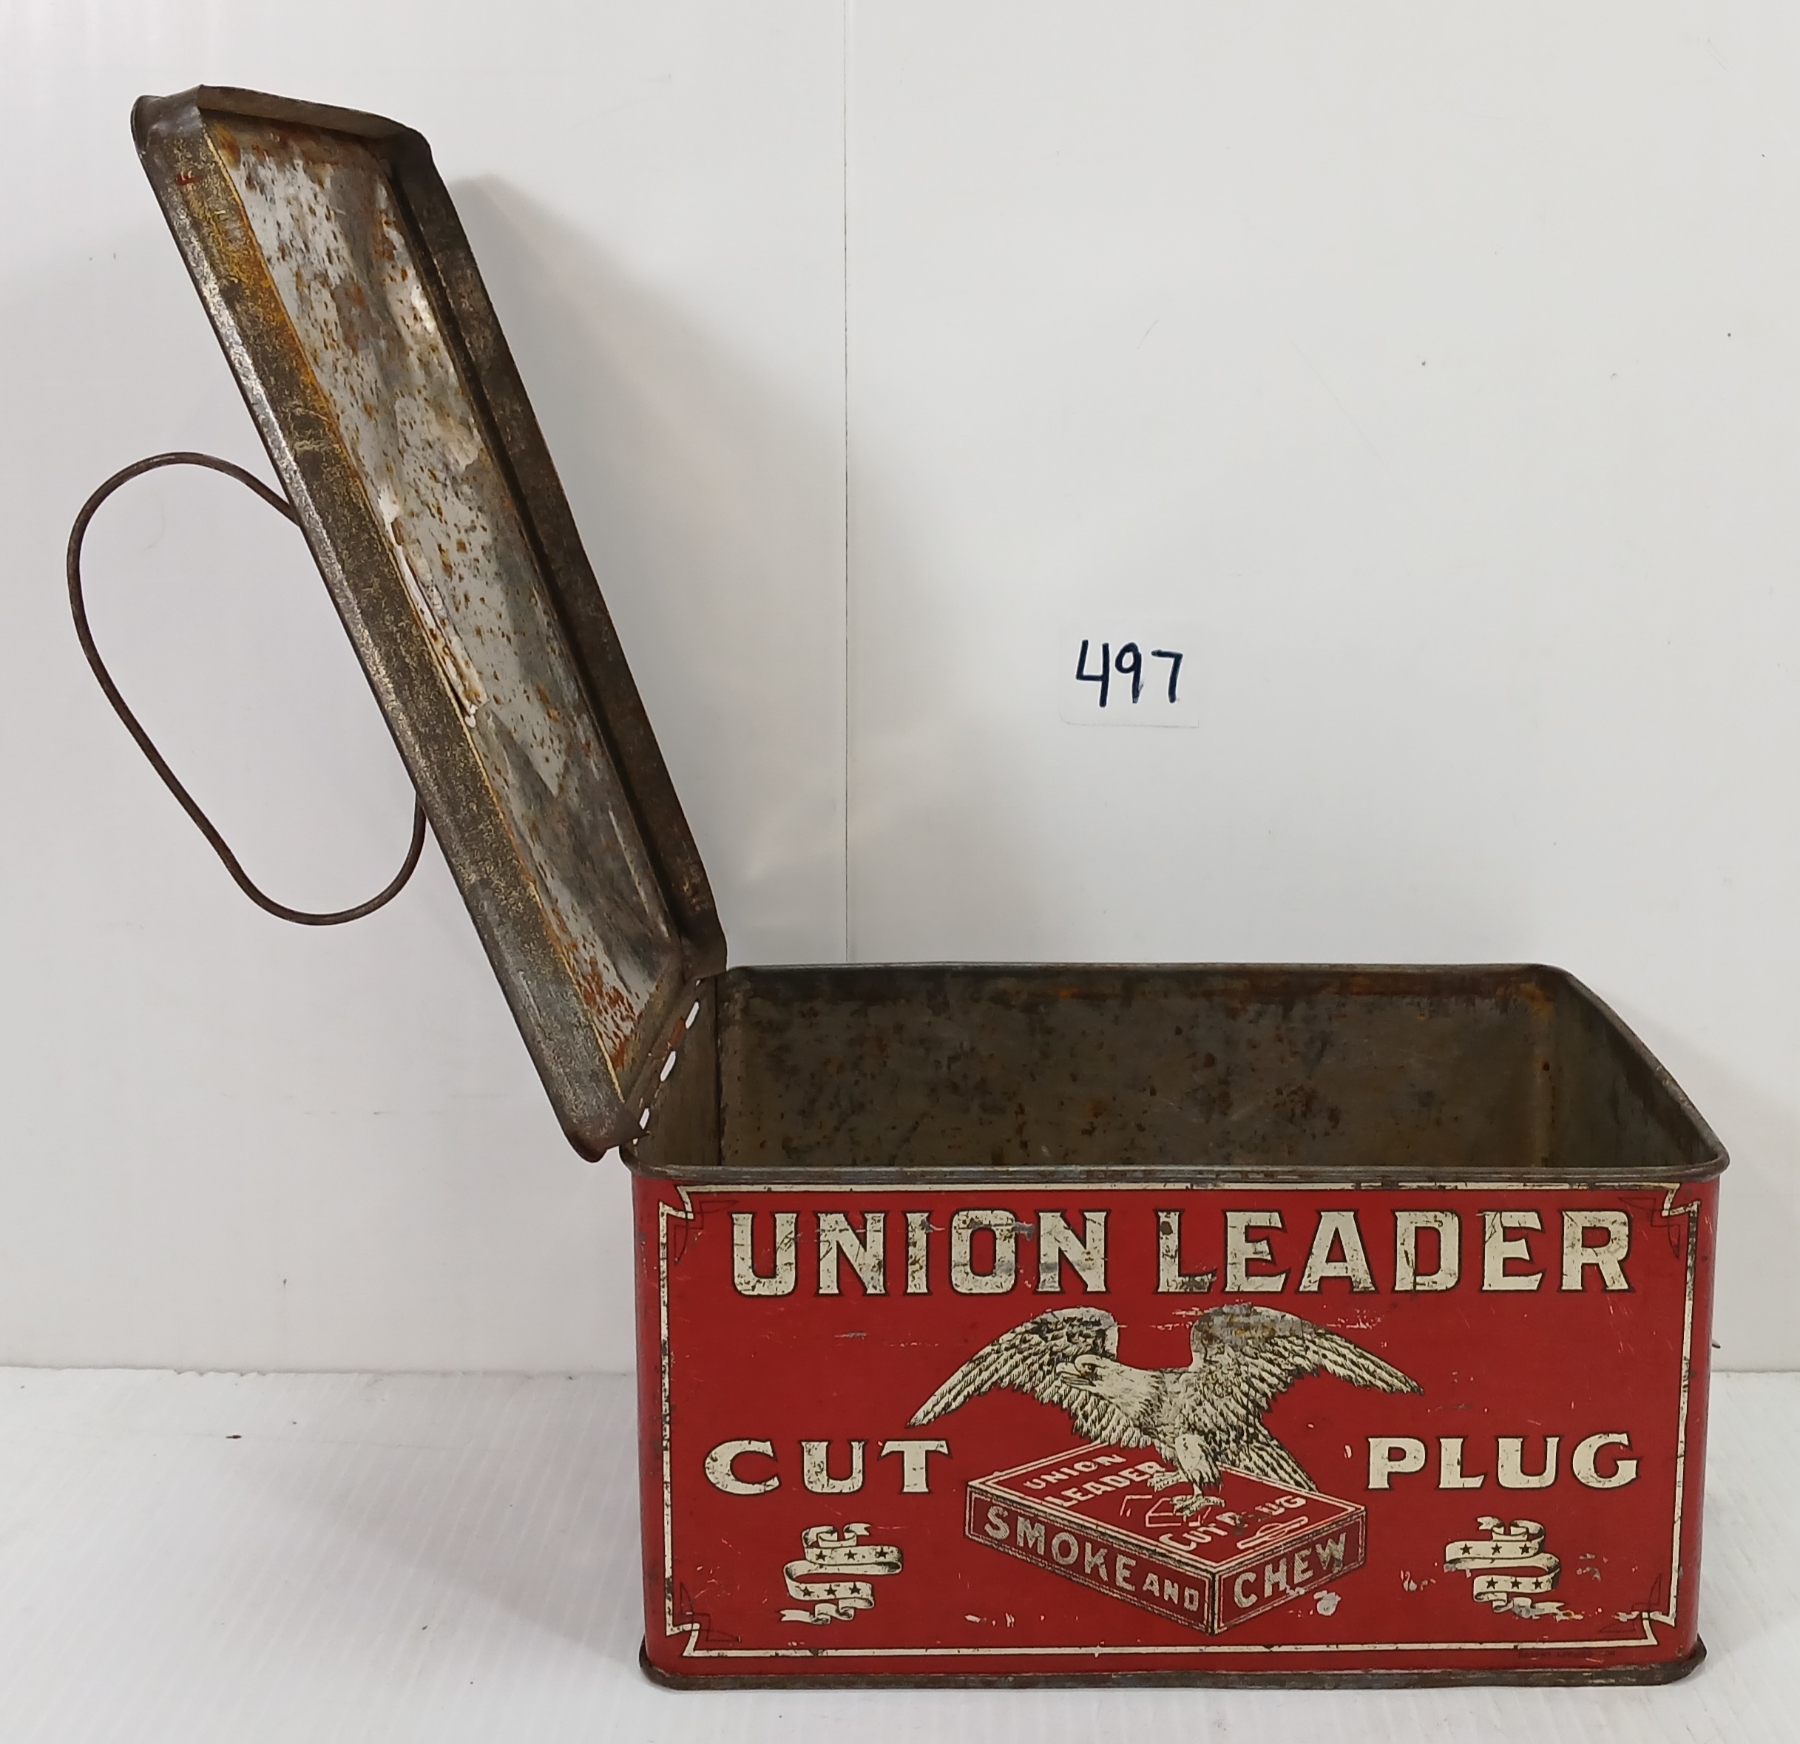 497
UNION LEADER
CUT PLUG
UNION
LEADER
CUT PLUG
SMOKE AND CHEW